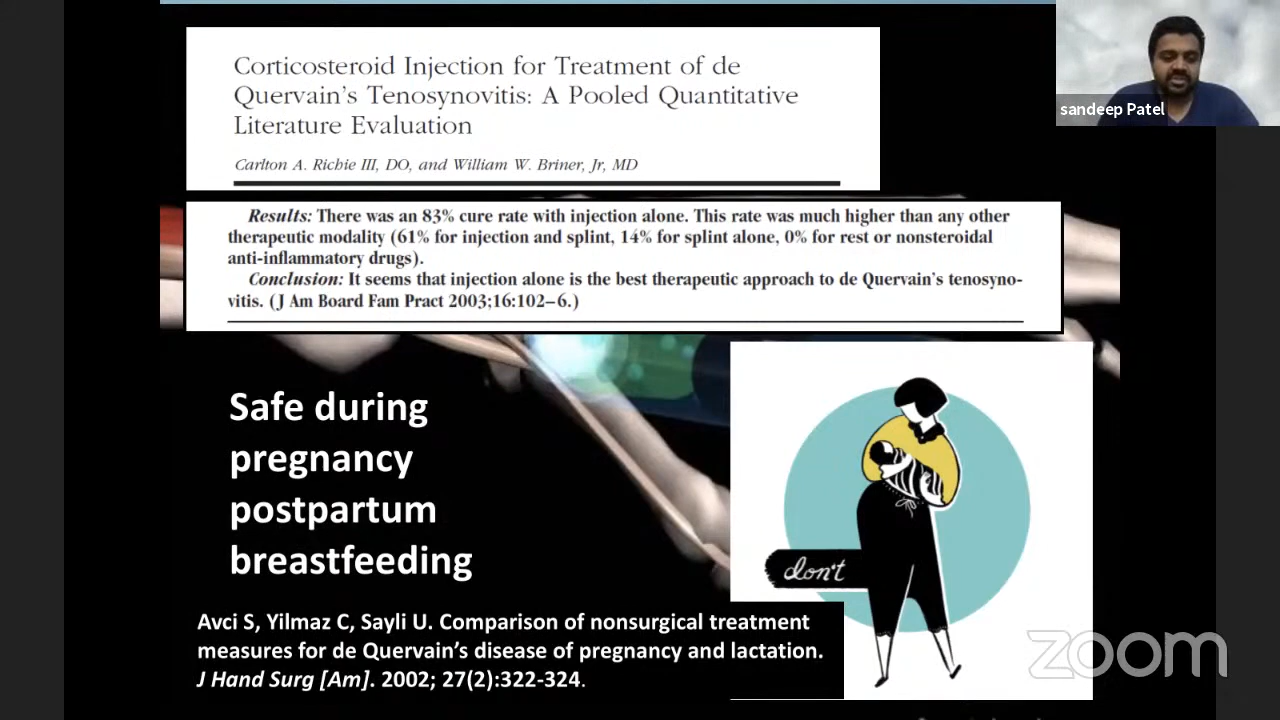 Corticosteroid Injection for Treatment of de
Quervain's Tenosynovitis: A Pooled Quantitative
Literature Evaluation
Carlton A. Richie III, DO, and William W. Briner, Jr, MD
sandeep Patel
Results: There was an 83% cure rate with injection alone. This rate was much higher than any other
therapeutic modality (61% for injection and splint, 14% for splint alone, 0% for rest or nonsteroidal
anti-inflammatory drugs).
Conclusion: It seems that injection alone is the best therapeutic approach to de Quervain's tenosyno-
vitis. (J Am Board Fam Pract 2003;16:102–6.)
Safe during
pregnancy
postpartum
breastfeeding
don't
Avci S, Yilmaz C, Sayli U. Comparison of nonsurgical treatment
measures for de Quervain's disease of pregnancy and lactation.
J Hand Surg [Am]. 2002; 27(2):322-324.
zoom